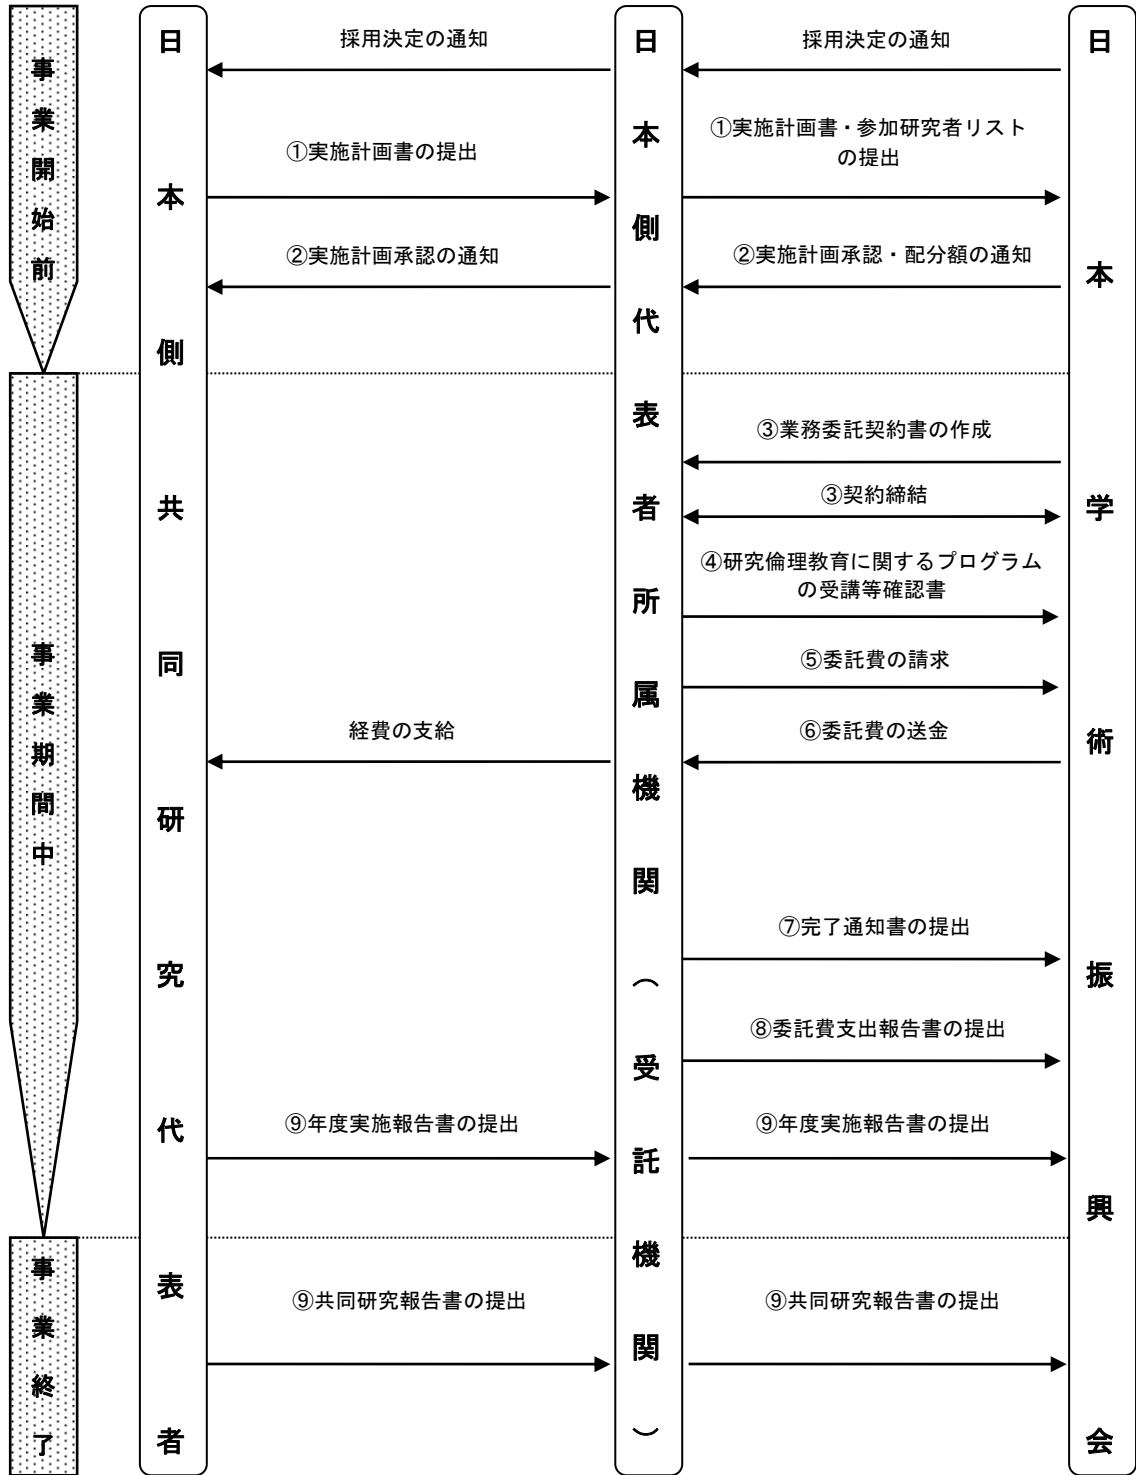 事業開始前
事業期間中
事業終了
日本側共同研究代表者
日本側代表者所属機関（受託機関）
日本学術振興会
採用決定の通知
採用決定の通知
①実施計画書の提出
①実施計画書・参加研究者リスト
の提出
②実施計画承認の通知
②実施計画承認・配分額の通知
③業務委託契約書の作成
③契約締結
④研究倫理教育に関するプログラム
の受講等確認書
⑤委託費の請求
経費の支給
⑥委託費の送金
⑦完了通知書の提出
⑧委託費支出報告書の提出
⑨年度実施報告書の提出
⑨年度実施報告書の提出
⑨共同研究報告書の提出
⑨共同研究報告書の提出